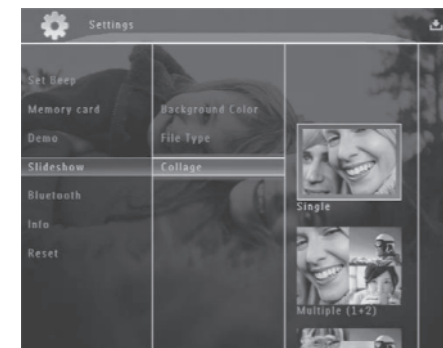 Settings
Set Beep
Memory card
Demo
Slideshow
Bluetooth
Info
Reset
Background Color
File Type
Collage
Single
Multiple (1+2)